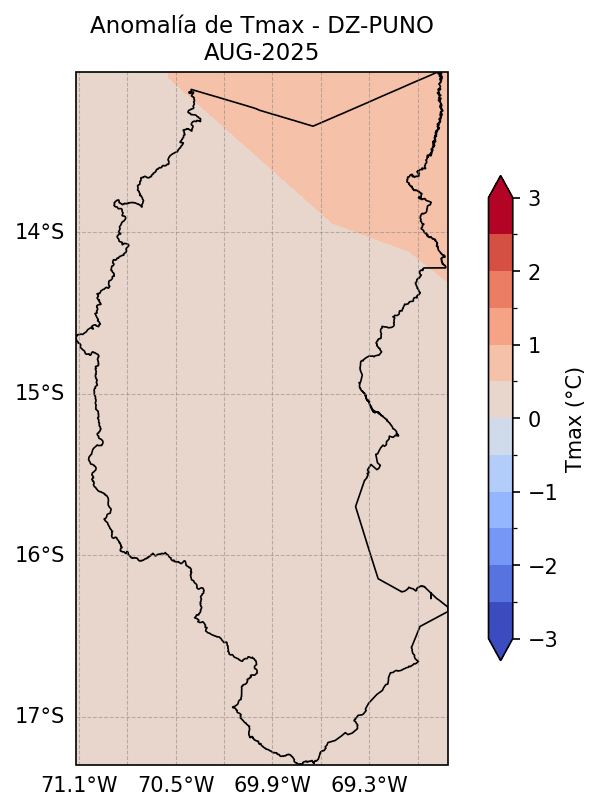 Anomalía de Tmax - DZ-PUNO
AUG-2025
14°S
15°S
16°S
17°S
71.1°W 70.5°W 69.9°W 69.3°W
3
2
1
0
−1
−2
−3
Tmax (°C)